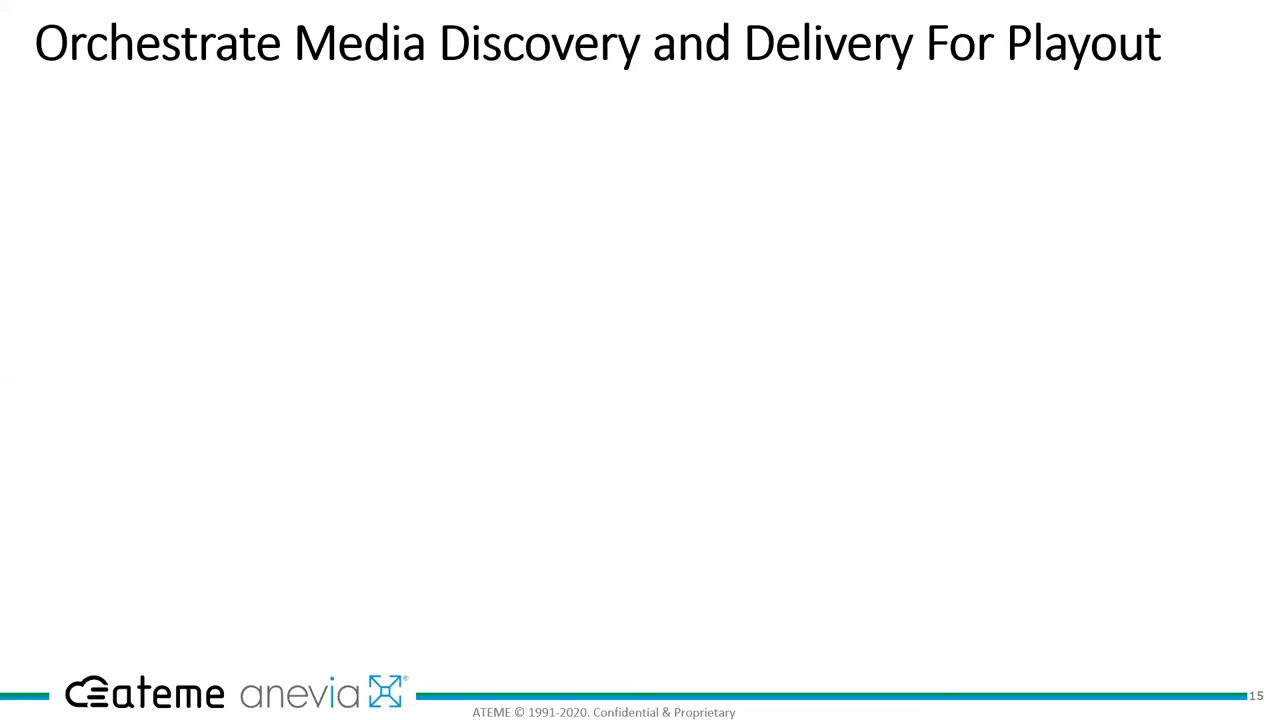 Orchestrate Media Discovery and Delivery For Playout
ateme anevia
15
ATEME © 1991-2020. Confidential & Proprietary